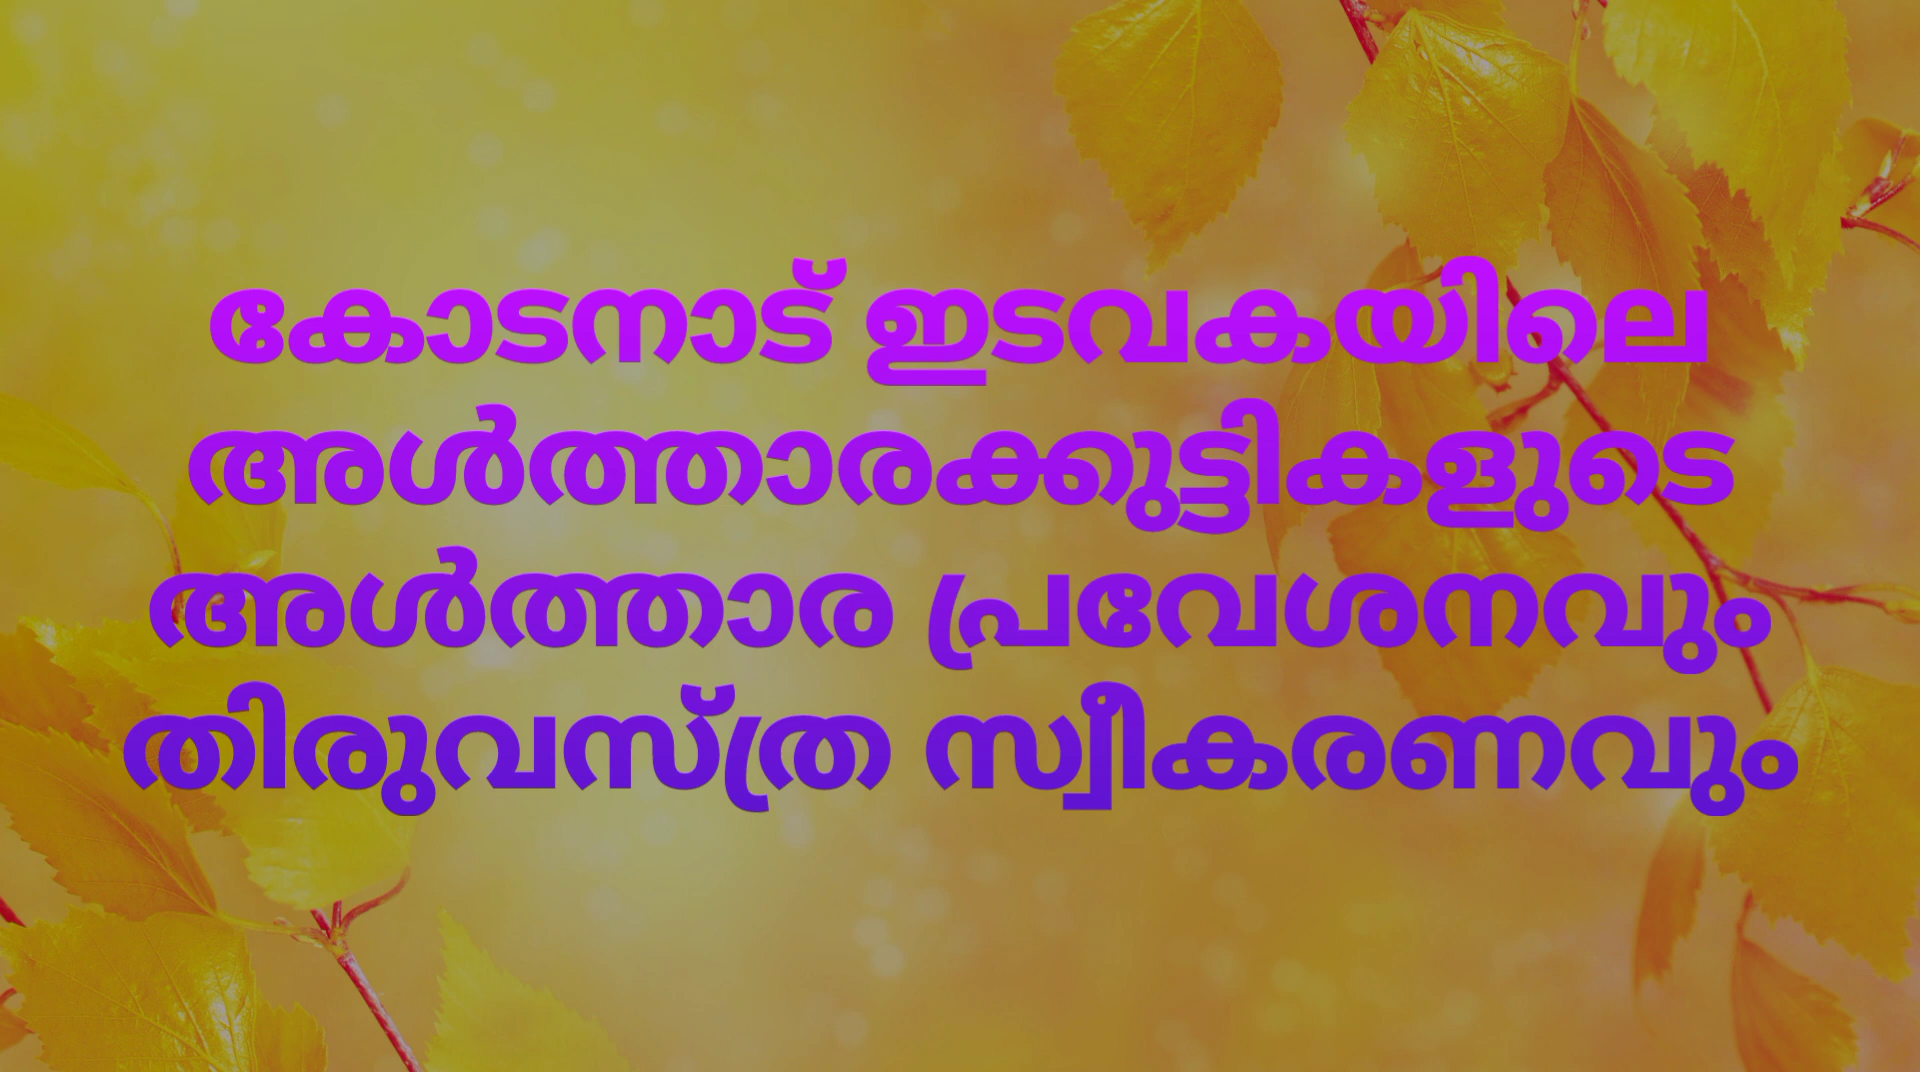 കോടനാട് ഇടവകയിലെ
അൾത്താരക്കുട്ടികളുടെ
അൾത്താര പ്രവേശനവും
തിരുവസ്ത്ര സ്വീകരണവും